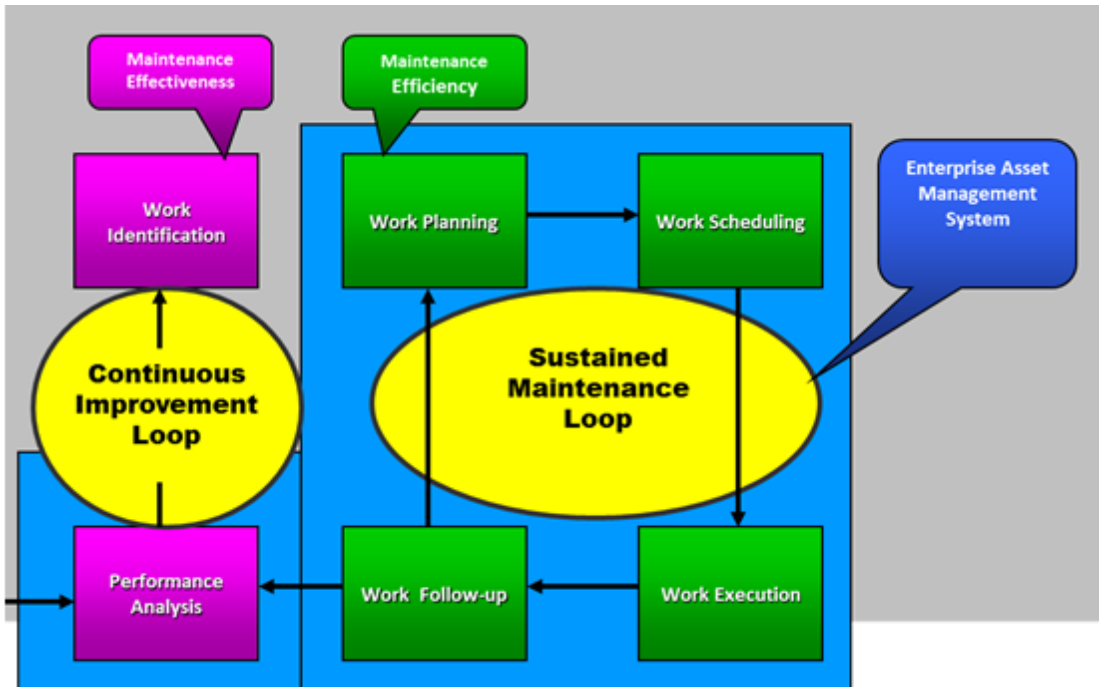 Maintenance
Effectiveness
Maintenance
Efficiency
Enterprise Asset
Management
System
Work
Identification
Work Planning
Work Scheduling
Continuous
Improvement
Loop
Sustained
Maintenance
Loop
Performance
Analysis
Work Follow-up
Work Execution